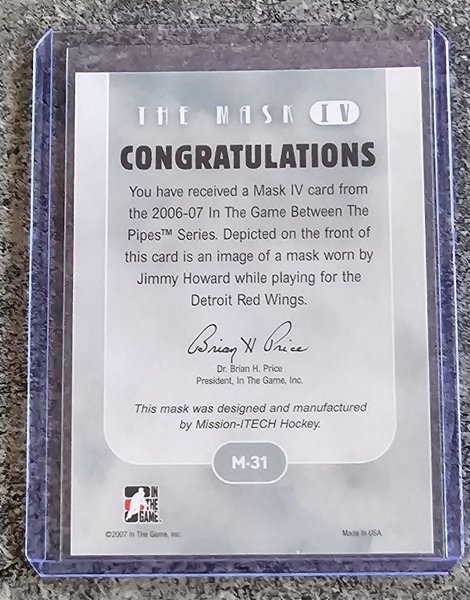 THE MASK IV
CONGRATULATIONS
You have received a Mask IV card from
the 2006-07 In The Game Between The
Pipes™ Series. Depicted on the front of
this card is an image of a mask worn by
Jimmy Howard while playing for the
Detroit Red Wings.
Brian H Price
Dr. Brian H. Price
President, In The Game, Inc.
This mask was designed and manufactured
by Mission-ITECH Hockey.
M-31
IN
THE
GAME
©2007 In The Game, Inc.
Made In USA